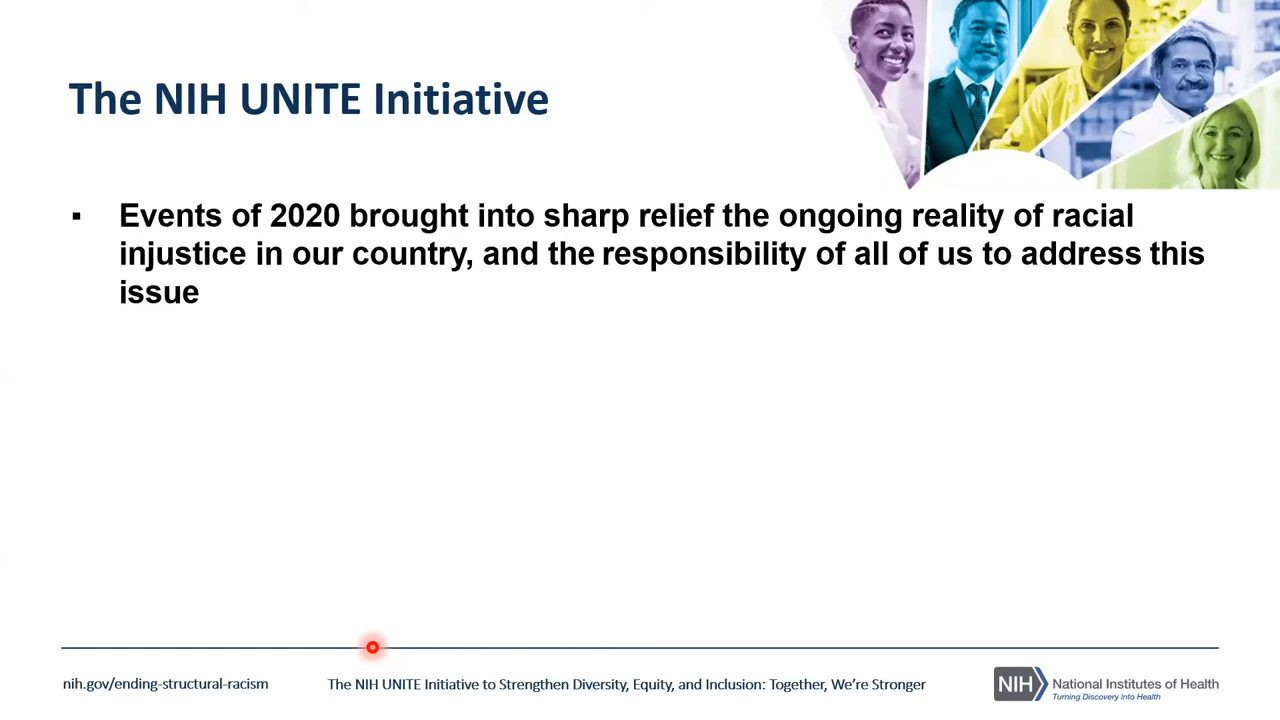 The NIH UNITE Initiative
▪ Events of 2020 brought into sharp relief the ongoing reality of racial
injustice in our country, and the responsibility of all of us to address this
issue
nih.gov/ending-structural-racism
The NIH UNITE Initiative to Strengthen Diversity, Equity, and Inclusion: Together, We’re Stronger
NIH National Institutes of Health
Turning Discovery Into Health